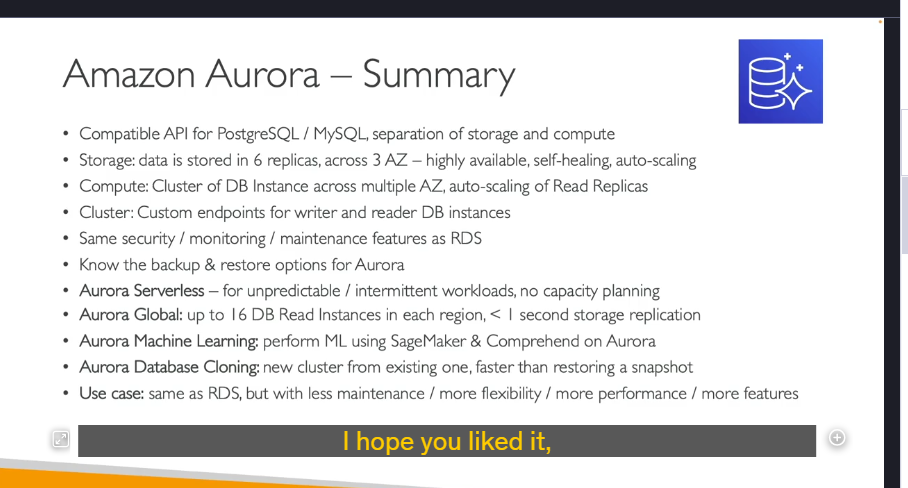 Amazon Aurora – Summary
• Compatible API for PostgreSQL / MySQL, separation of storage and compute
• Storage: data is stored in 6 replicas, across 3 AZ – highly available, self-healing, auto-scaling
• Compute: Cluster of DB Instance across multiple AZ, auto-scaling of Read Replicas
• Cluster: Custom endpoints for writer and reader DB instances
• Same security / monitoring / maintenance features as RDS
• Know the backup & restore options for Aurora
• Aurora Serverless – for unpredictable / intermittent workloads, no capacity planning
• Aurora Global: up to 16 DB Read Instances in each region, < 1 second storage replication
• Aurora Machine Learning: perform ML using SageMaker & Comprehend on Aurora
• Aurora Database Cloning: new cluster from existing one, faster than restoring a snapshot
• Use case: same as RDS, but with less maintenance / more flexibility / more performance / more features
I hope you liked it,